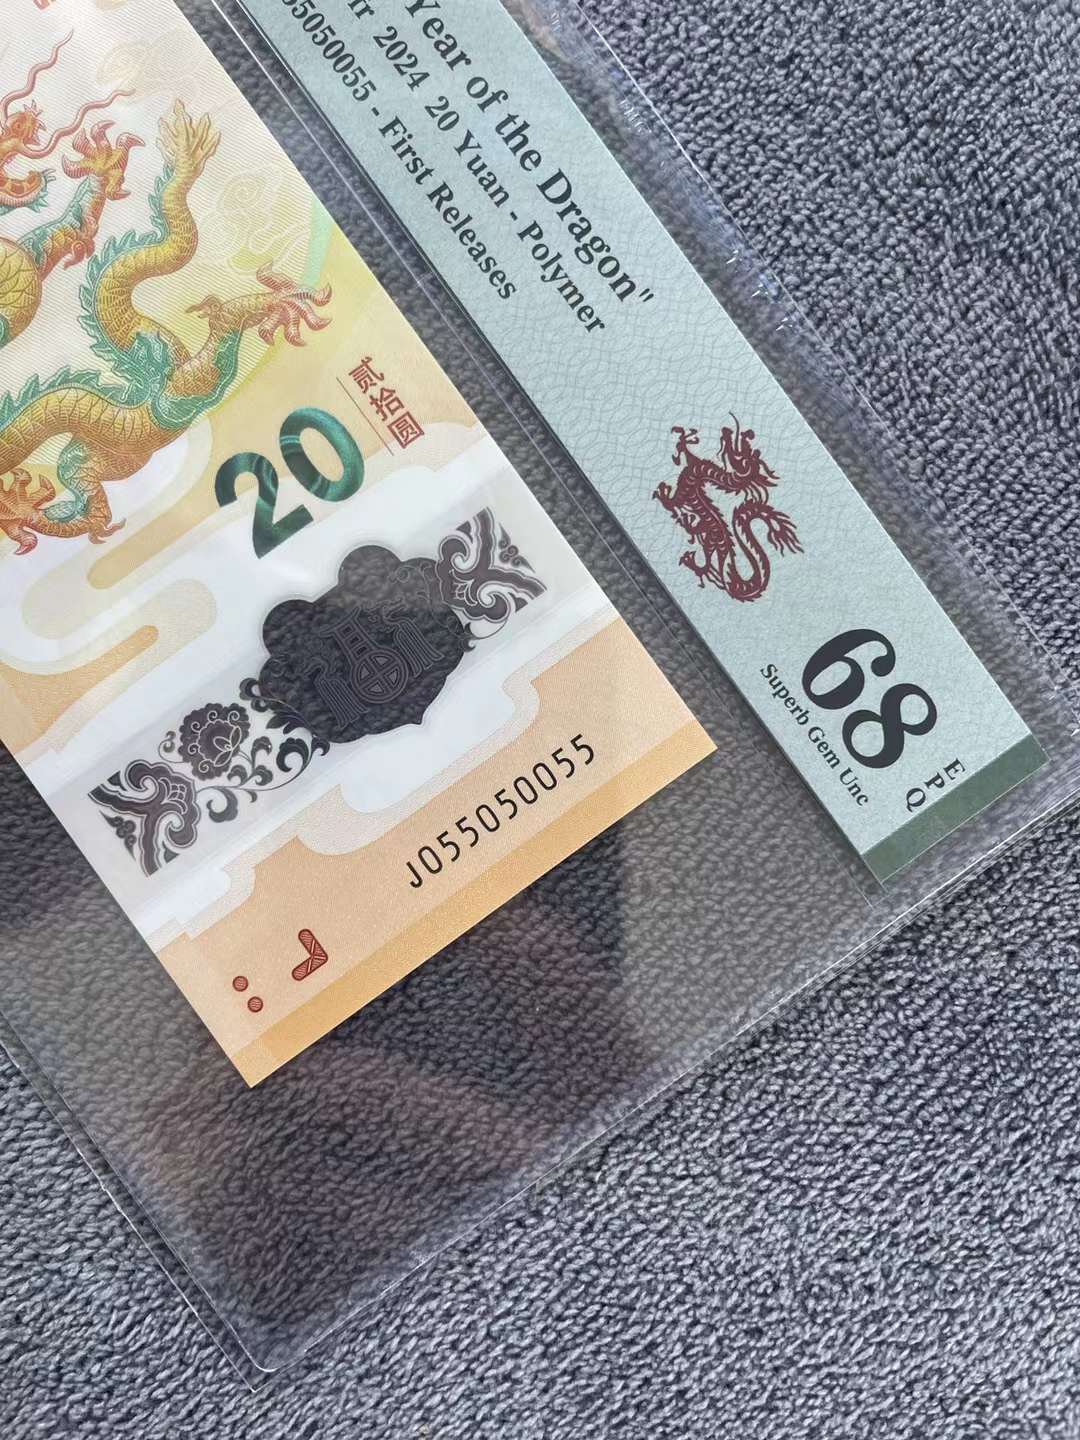 Year of the Dragon"
2024 20 Yuan - Polymer
5050055 - First Releases
68
EPQ
Superb Gem Unc
贰拾圆
20
J055050055